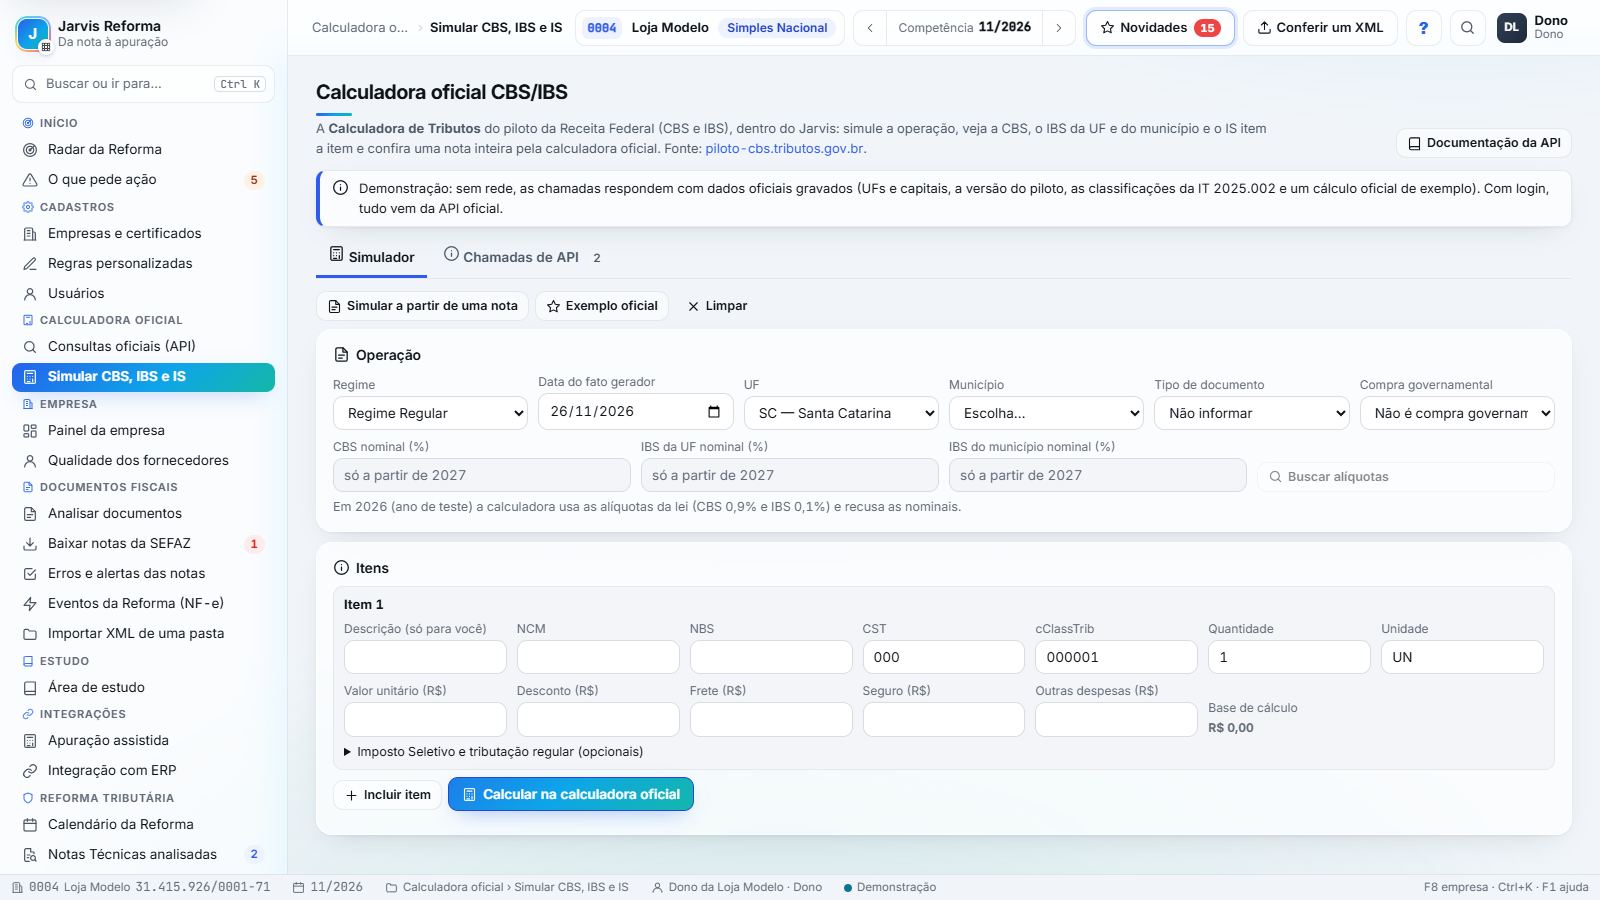 J
Jarvis Reforma
Da nota à apuração
Buscar ou ir para...
Ctrl K
INÍCIO
Radar da Reforma
O que pede ação
5
CADASTROS
Empresas e certificados
Regras personalizadas
Usuários
CALCULADORA OFICIAL
Consultas oficiais (API)
Simular CBS, IBS e IS
EMPRESA
Painel da empresa
Qualidade dos fornecedores
DOCUMENTOS FISCAIS
Analisar documentos
Baixar notas da SEFAZ
1
Erros e alertas das notas
Eventos da Reforma (NF-e)
Importar XML de uma pasta
ESTUDO
Área de estudo
INTEGRAÇÕES
Apuração assistida
Integração com ERP
REFORMA TRIBUTÁRIA
Calendário da Reforma
Notas Técnicas analisadas
2
Calculadora o... › Simular CBS, IBS e IS
0004 Loja Modelo Simples Nacional
Competência 11/2026
Novidades 15
Conferir um XML
?
DL
Dono
Dono
Calculadora oficial CBS/IBS
A Calculadora de Tributos do piloto da Receita Federal (CBS e IBS), dentro do Jarvis: simule a operação, veja a CBS, o IBS da UF e do município e o IS item
a item e confira uma nota inteira pela calculadora oficial. Fonte: piloto-cbs.tributos.gov.br.
Documentação da API
Demonstração: sem rede, as chamadas respondem com dados oficiais gravados (UFs e capitais, a versão do piloto, as classificações da IT 2025.002 e um cálculo oficial de exemplo). Com login,
tudo vem da API oficial.
Simulador
Chamadas de API 2
Simular a partir de uma nota
Exemplo oficial
Limpar
Operação
Regime
Data do fato gerador
UF
Município
Tipo de documento
Compra governamental
Regime Regular
26/11/2026
SC — Santa Catarina
Escolha...
Não informar
Não é compra governam
CBS nominal (%)
IBS da UF nominal (%)
IBS do município nominal (%)
só a partir de 2027
só a partir de 2027
só a partir de 2027
Buscar alíquotas
Em 2026 (ano de teste) a calculadora usa as alíquotas da lei (CBS 0,9% e IBS 0,1%) e recusa as nominais.
Itens
Item 1
Descrição (só para você)
NCM
NBS
CST
cClassTrib
Quantidade
Unidade
000
000001
1
UN
Valor unitário (R$)
Desconto (R$)
Frete (R$)
Seguro (R$)
Outras despesas (R$)
Base de cálculo
R$ 0,00
Imposto Seletivo e tributação regular (opcionais)
Incluir item
Calcular na calculadora oficial
0004 Loja Modelo 31.415.926/0001-71
11/2026
Calculadora oficial › Simular CBS, IBS e IS
Dono da Loja Modelo · Dono
Demonstração
F8 empresa · Ctrl+K · F1 ajuda